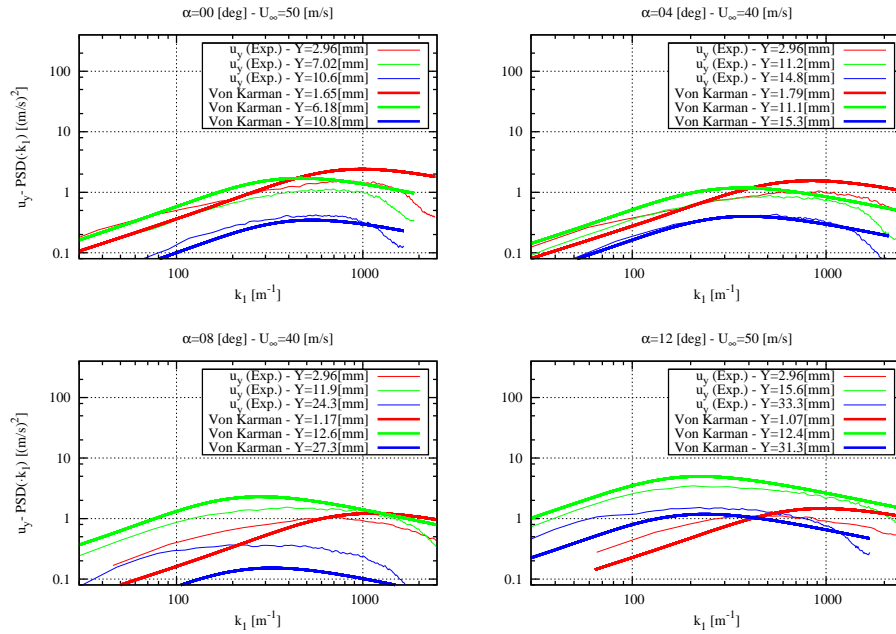 α=00 [deg] - U∞=50 [m/s]
u_y (Exp.) - Y=2.96[mm]
u_y (Exp.) - Y=7.02[mm]
u_y (Exp.) - Y=10.6[mm]
Von Karman - Y=1.65[mm]
Von Karman - Y=6.18[mm]
Von Karman - Y=10.8[mm]
u_y- PSD(·k_1) [(m/s)^2]
100
10
1
0.1
100 1000
k_1 [m^-1]
α=04 [deg] - U∞=40 [m/s]
u_y (Exp.) - Y=2.96[mm]
u_y (Exp.) - Y=11.2[mm]
u_y (Exp.) - Y=14.8[mm]
Von Karman - Y=1.79[mm]
Von Karman - Y=11.1[mm]
Von Karman - Y=15.3[mm]
100
10
1
0.1
100 1000
k_1 [m^-1]
α=08 [deg] - U∞=40 [m/s]
u_y (Exp.) - Y=2.96[mm]
u_y (Exp.) - Y=11.9[mm]
u_y (Exp.) - Y=24.3[mm]
Von Karman - Y=1.17[mm]
Von Karman - Y=12.6[mm]
Von Karman - Y=27.3[mm]
u_y- PSD(·k_1) [(m/s)^2]
100
10
1
0.1
100 1000
k_1 [m^-1]
α=12 [deg] - U∞=50 [m/s]
u_y (Exp.) - Y=2.96[mm]
u_y (Exp.) - Y=15.6[mm]
u_y (Exp.) - Y=33.3[mm]
Von Karman - Y=1.07[mm]
Von Karman - Y=12.4[mm]
Von Karman - Y=31.3[mm]
100
10
1
0.1
100 1000
k_1 [m^-1]